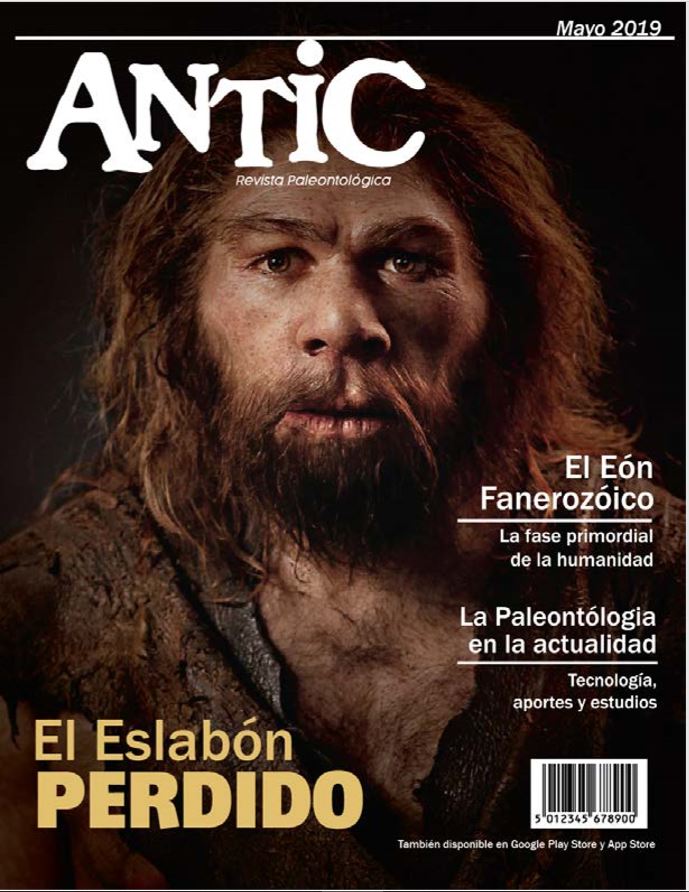 Mayo 2019
ANTiC
Revista Paleontológica
El Eón
Fanerozóico
La fase primordial
de la humanidad
La Paleontólogia
en la actualidad
Tecnología,
aportes y estudios
El Eslabón
PERDIDO
5 012345 678900
También disponible en Google Play Store y App Store